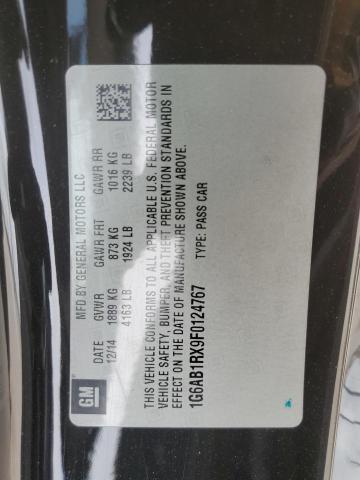 GM
MFD BY GENERAL MOTORS LLC
DATE GVWR GAWR FRT GAWR RR
12/14 1889 KG 873 KG 1016 KG
4163 LB 1924 LB 2239 LB
THIS VEHICLE CONFORMS TO ALL APPLICABLE U.S. FEDERAL MOTOR
VEHICLE SAFETY, BUMPER, AND THEFT PREVENTION STANDARDS IN
EFFECT ON THE DATE OF MANUFACTURE SHOWN ABOVE.
1G6AB1RX9F0124767 TYPE: PASS CAR